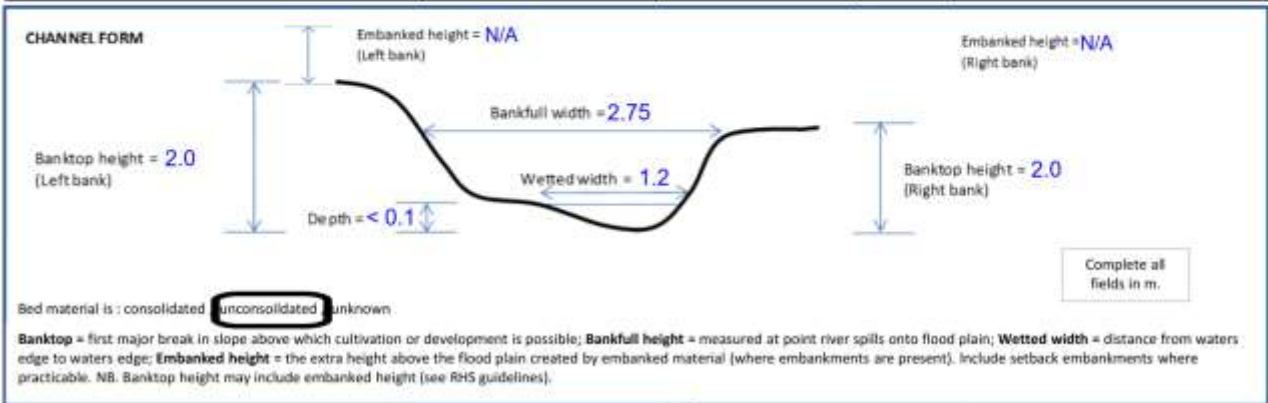 CHANNEL FORM
Embanked height = N/A
(Left bank)
Embanked height =N/A
(Right bank)
Bankfull width =2.75
Banktop height = 2.0
(Left bank)
Wetted width = 1.2
Banktop height = 2.0
(Right bank)
Depth =< 0.1
Complete all
fields in m.
Bed material is : consolidated / unconsolidated / unknown
Banktop = first major break in slope above which cultivation or development is possible; Bankfull height = measured at point river spills onto flood plain; Wetted width = distance from waters
edge to waters edge; Embanked height = the extra height above the flood plain created by embanked material (where embankments are present). Include setback embankments where
practicable. NB. Banktop height may include embanked height (see RHS guidelines).